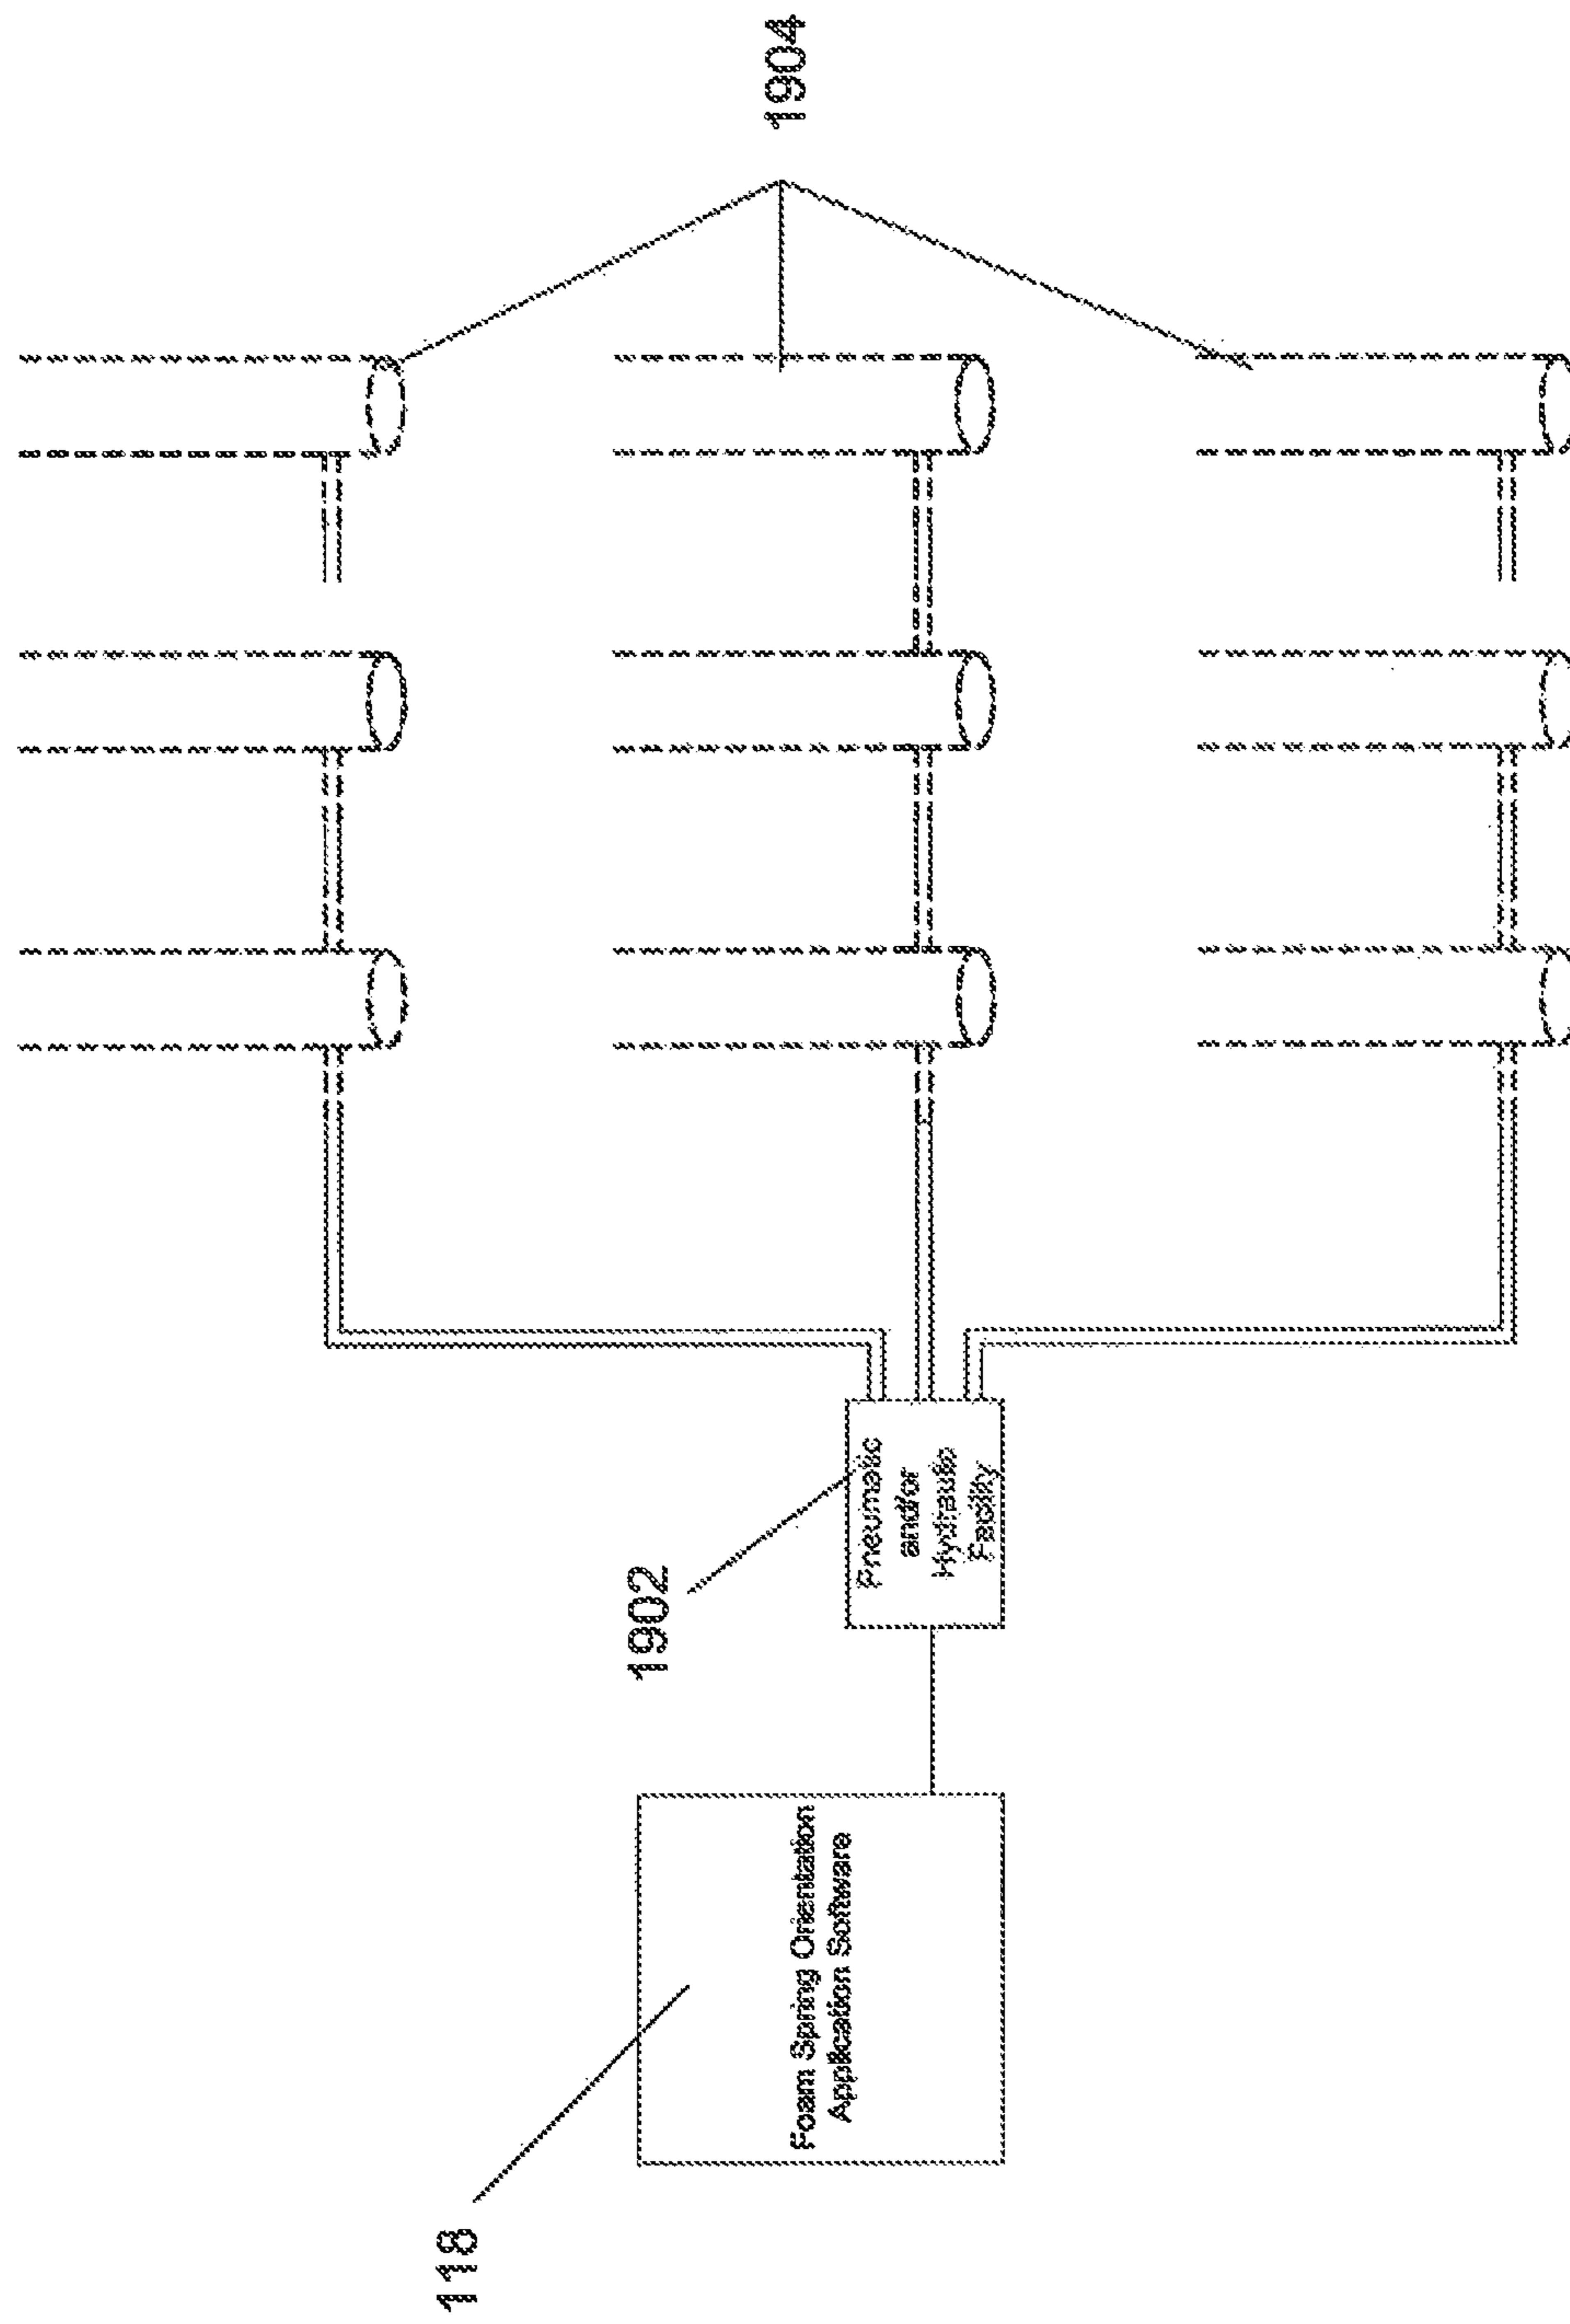 118
Foam Spring Orientation
Application Software
1902
Pneumatic
and/or
Hydraulic
Facility
1904